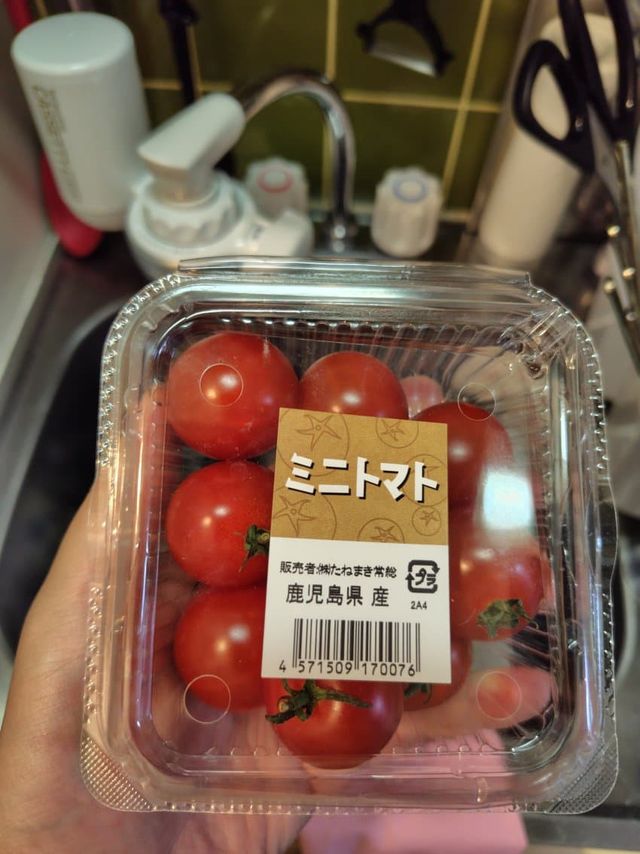 ミニトマト
販売者:㈱たねまき常総
鹿児島県 産
プラ
2A4
4 571509 170076